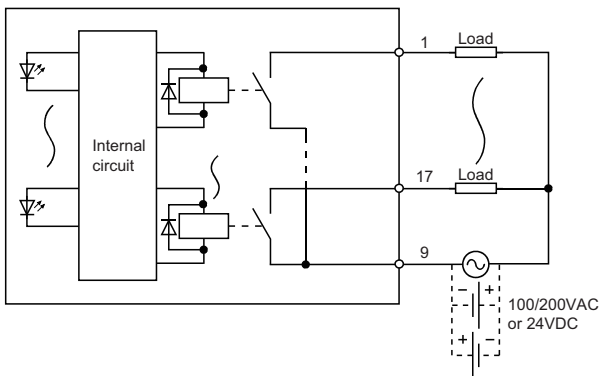 1
Load
Internal
circuit
17
Load
9
− +
100/200VAC
or 24VDC
+ −